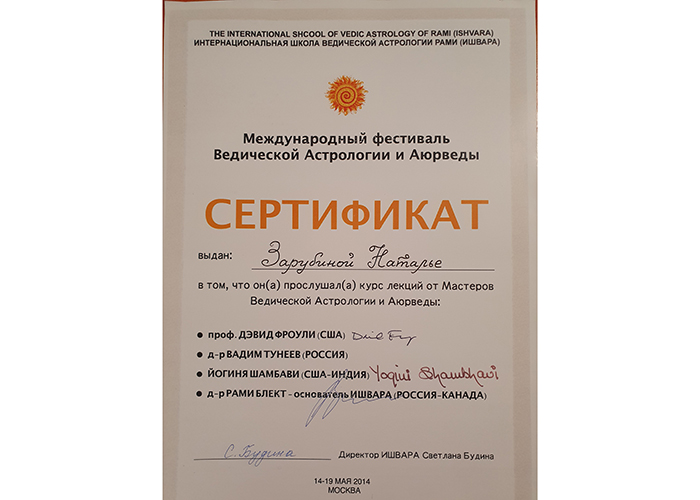 THE INTERNATIONAL SHCOOL OF VEDIC ASTROLOGY OF RAMI (ISHVARA)
ИНТЕРНАЦИОНАЛЬНАЯ ШКОЛА ВЕДИЧЕСКОЙ АСТРОЛОГИИ РАМИ (ИШВАРА)
Международный фестиваль
Ведической Астрологии и Аюрведы
СЕРТИФИКАТ
выдан: Зарубиной Наталье
в том, что он(а) прослушал(а) курс лекций от Мастеров
Ведической Астрологии и Аюрведы:
● проф. ДЭВИД ФРОУЛИ (США)
● д-р ВАДИМ ТУНЕЕВ (РОССИЯ)
● ЙОГИНЯ ШАМБАВИ (США-ИНДИЯ) Yogini Shambhavi
● д-р РАМИ БЛЕКТ – основатель ИШВАРА (РОССИЯ-КАНАДА)
С. Будина Директор ИШВАРА Светлана Будина
14-19 МАЯ 2014
МОСКВА